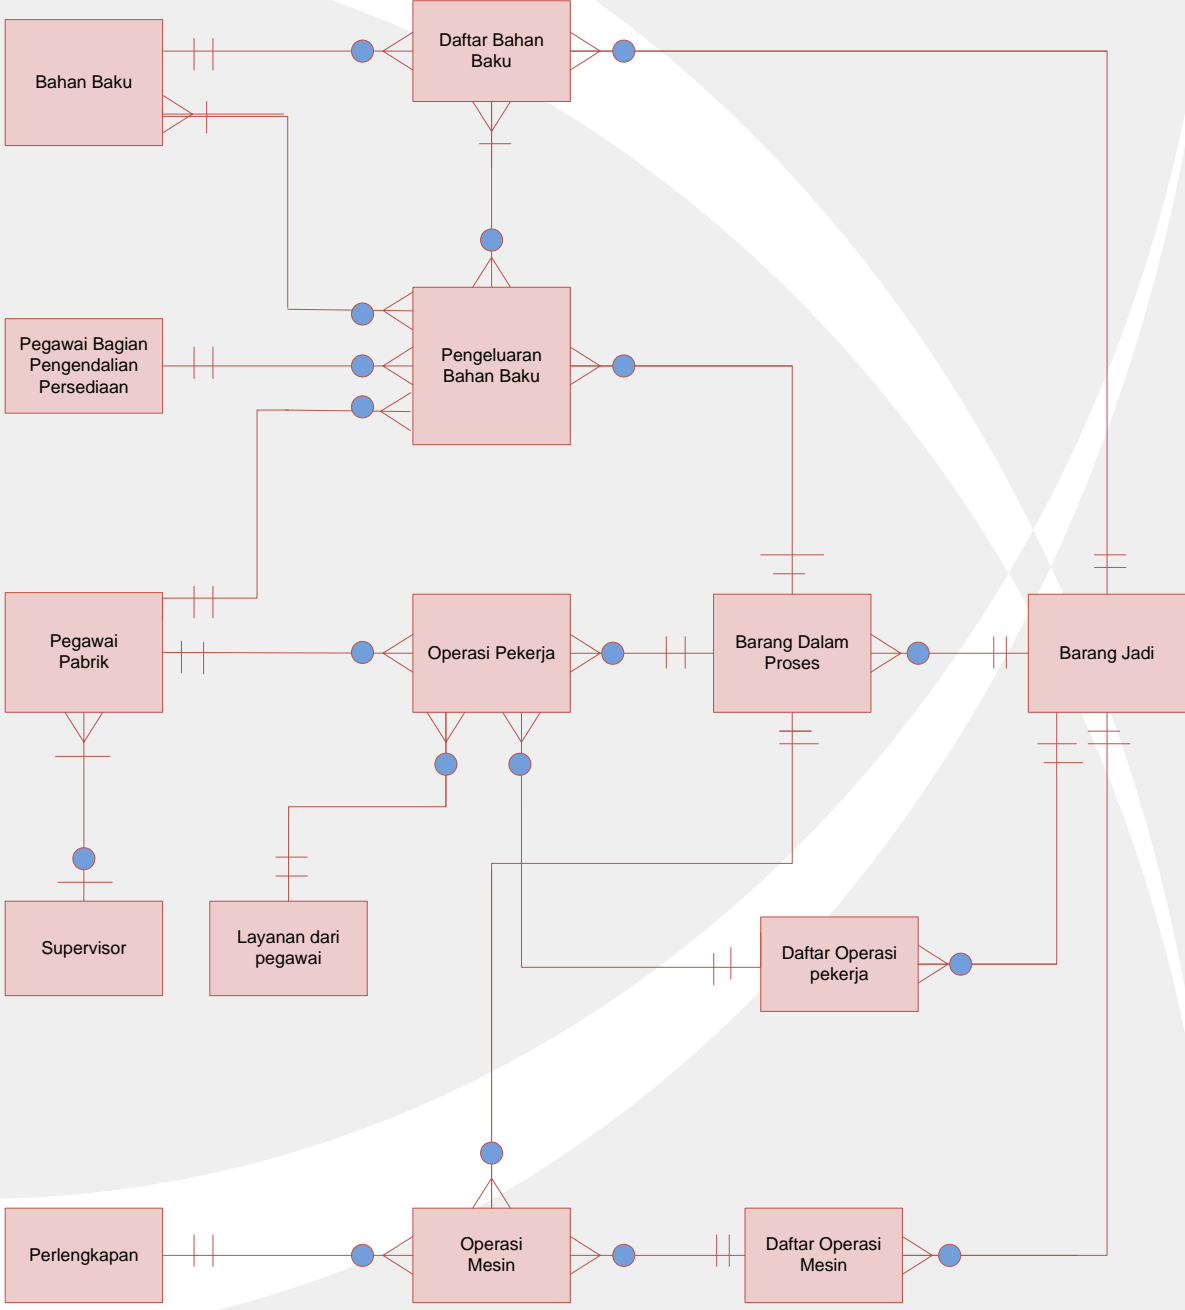 Daftar Bahan
Baku
Bahan Baku
Pegawai Bagian
Pengendalian
Persediaan
Pengeluaran
Bahan Baku
Pegawai
Pabrik
Operasi Pekerja
Barang Dalam
Proses
Barang Jadi
Supervisor
Layanan dari
pegawai
Daftar Operasi
pekerja
Perlengkapan
Operasi
Mesin
Daftar Operasi
Mesin